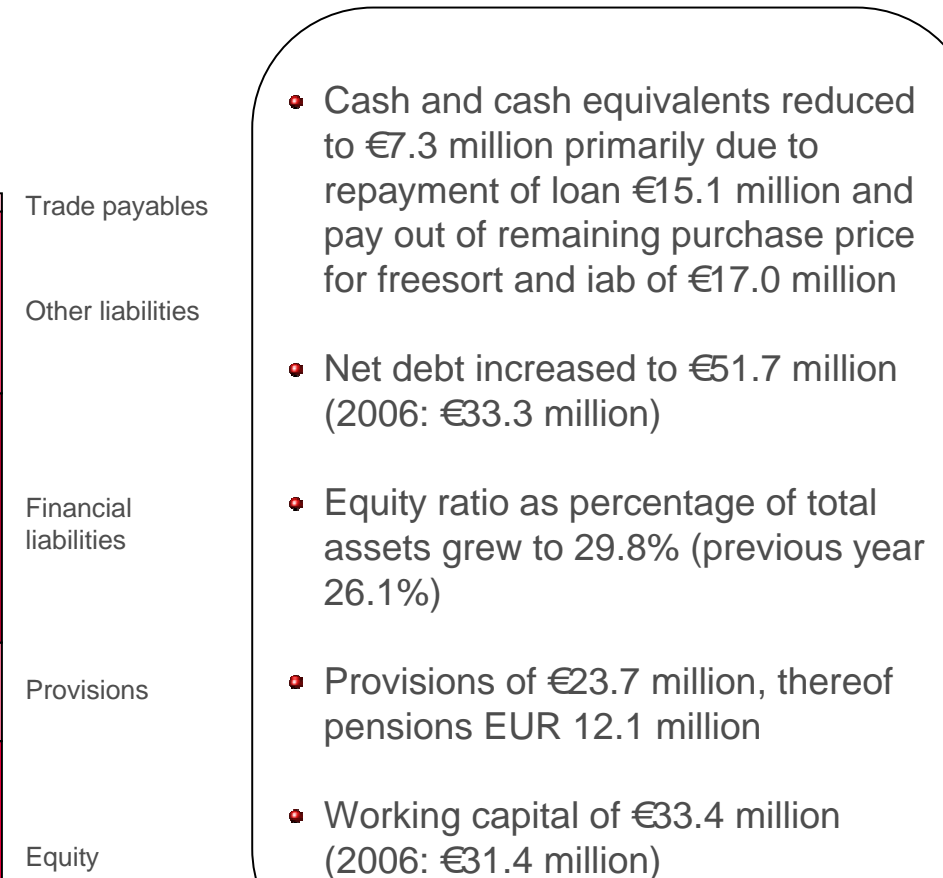 Trade payables
Other liabilities
Financial
liabilities
Provisions
Equity
Cash and cash equivalents reduced
to €7.3 million primarily due to
repayment of loan €15.1 million and
pay out of remaining purchase price
for freesort and iab of €17.0 million
Net debt increased to €51.7 million
(2006: €33.3 million)
Equity ratio as percentage of total
assets grew to 29.8% (previous year
26.1%)
Provisions of €23.7 million, thereof
pensions EUR 12.1 million
Working capital of €33.4 million
(2006: €31.4 million)